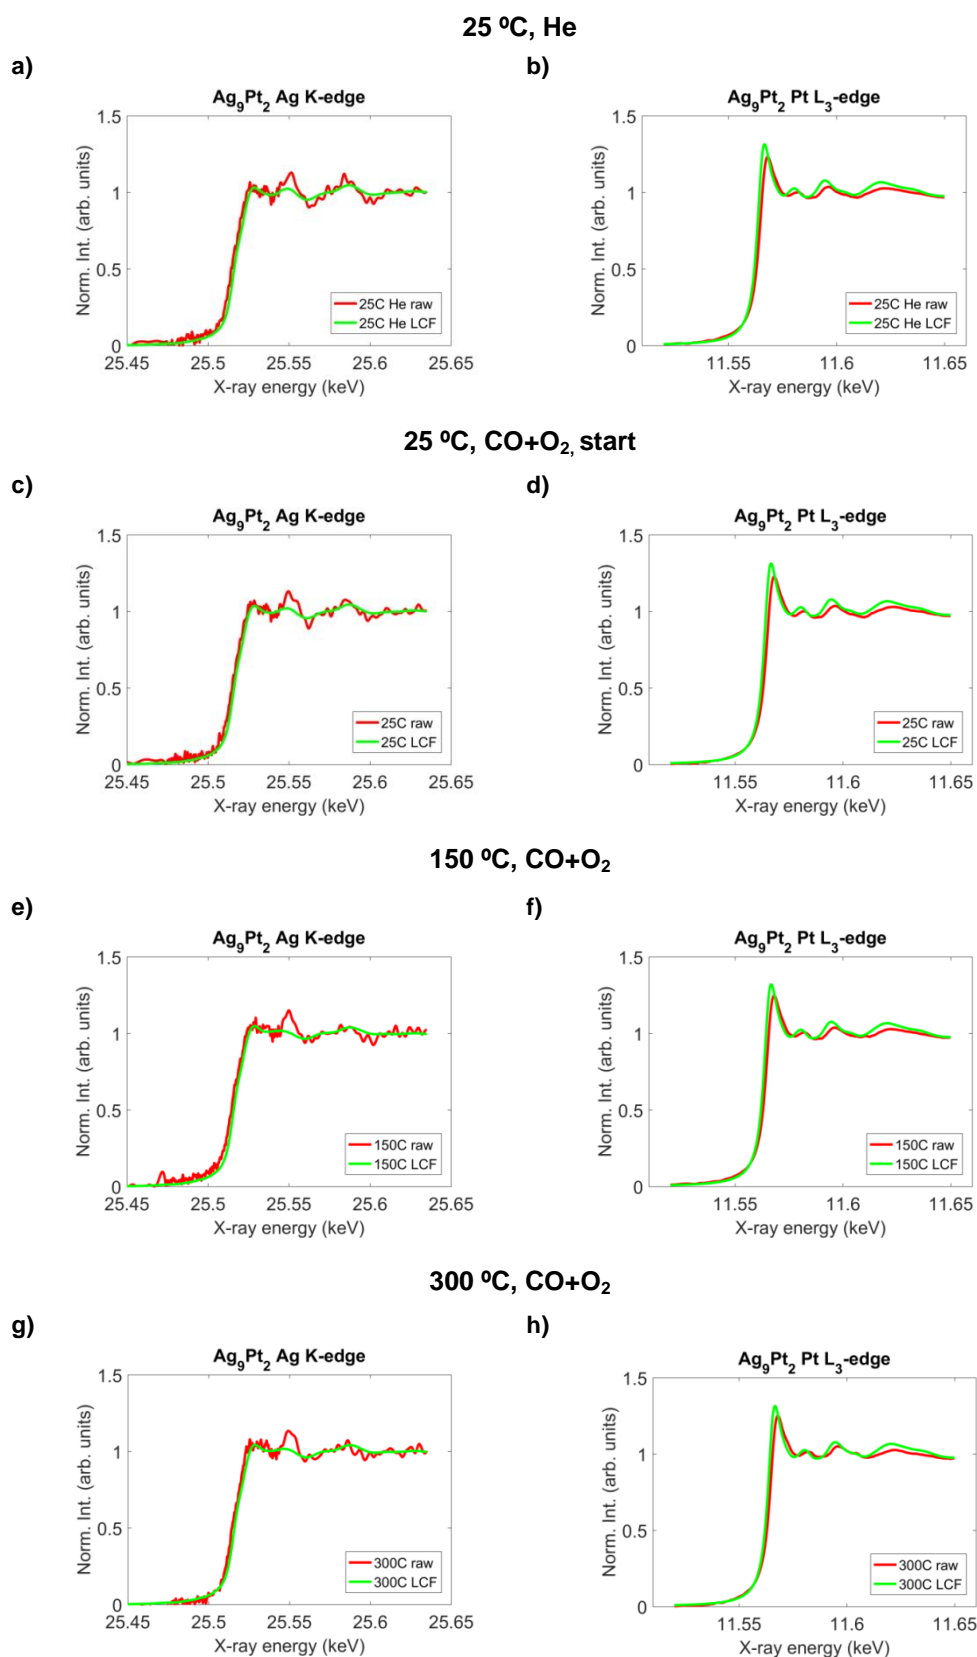 25 ⁰C, He
a)
b)
Ag₉Pt₂ Ag K-edge
Norm. Int. (arb. units)
1.5
1
0.5
0
25.45 25.5 25.55 25.6 25.65
X-ray energy (keV)
25C He raw
25C He LCF
Ag₉Pt₂ Pt L₃-edge
Norm. Int. (arb. units)
1.5
1
0.5
0
11.55 11.6 11.65
X-ray energy (keV)
25C He raw
25C He LCF
25 ⁰C, CO+O₂, start
c)
d)
Ag₉Pt₂ Ag K-edge
Norm. Int. (arb. units)
1.5
1
0.5
0
25.45 25.5 25.55 25.6 25.65
X-ray energy (keV)
25C raw
25C LCF
Ag₉Pt₂ Pt L₃-edge
Norm. Int. (arb. units)
1.5
1
0.5
0
11.55 11.6 11.65
X-ray energy (keV)
25C raw
25C LCF
150 ⁰C, CO+O₂
e)
f)
Ag₉Pt₂ Ag K-edge
Norm. Int. (arb. units)
1.5
1
0.5
0
25.45 25.5 25.55 25.6 25.65
X-ray energy (keV)
150C raw
150C LCF
Ag₉Pt₂ Pt L₃-edge
Norm. Int. (arb. units)
1.5
1
0.5
0
11.55 11.6 11.65
X-ray energy (keV)
150C raw
150C LCF
300 ⁰C, CO+O₂
g)
h)
Ag₉Pt₂ Ag K-edge
Norm. Int. (arb. units)
1.5
1
0.5
0
25.45 25.5 25.55 25.6 25.65
X-ray energy (keV)
300C raw
300C LCF
Ag₉Pt₂ Pt L₃-edge
Norm. Int. (arb. units)
1.5
1
0.5
0
11.55 11.6 11.65
X-ray energy (keV)
300C raw
300C LCF